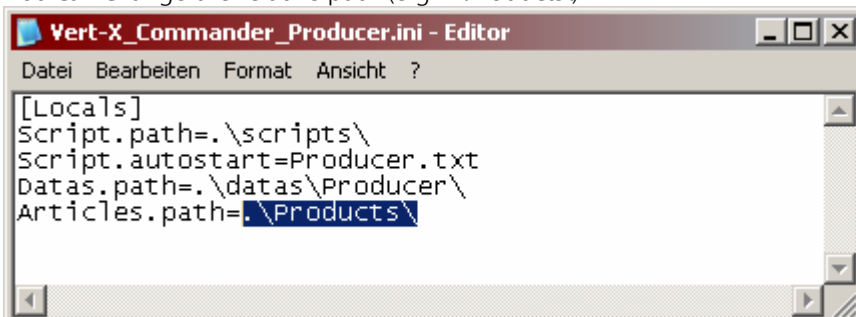 Vert-X_Commander_Producer.ini - Editor
Datei Bearbeiten Format Ansicht ?
[Locals]
Script.path=.\scripts\
Script.autostart=Producer.txt
Datas.path=.\datas\Producer\
Articles.path=.\Products\